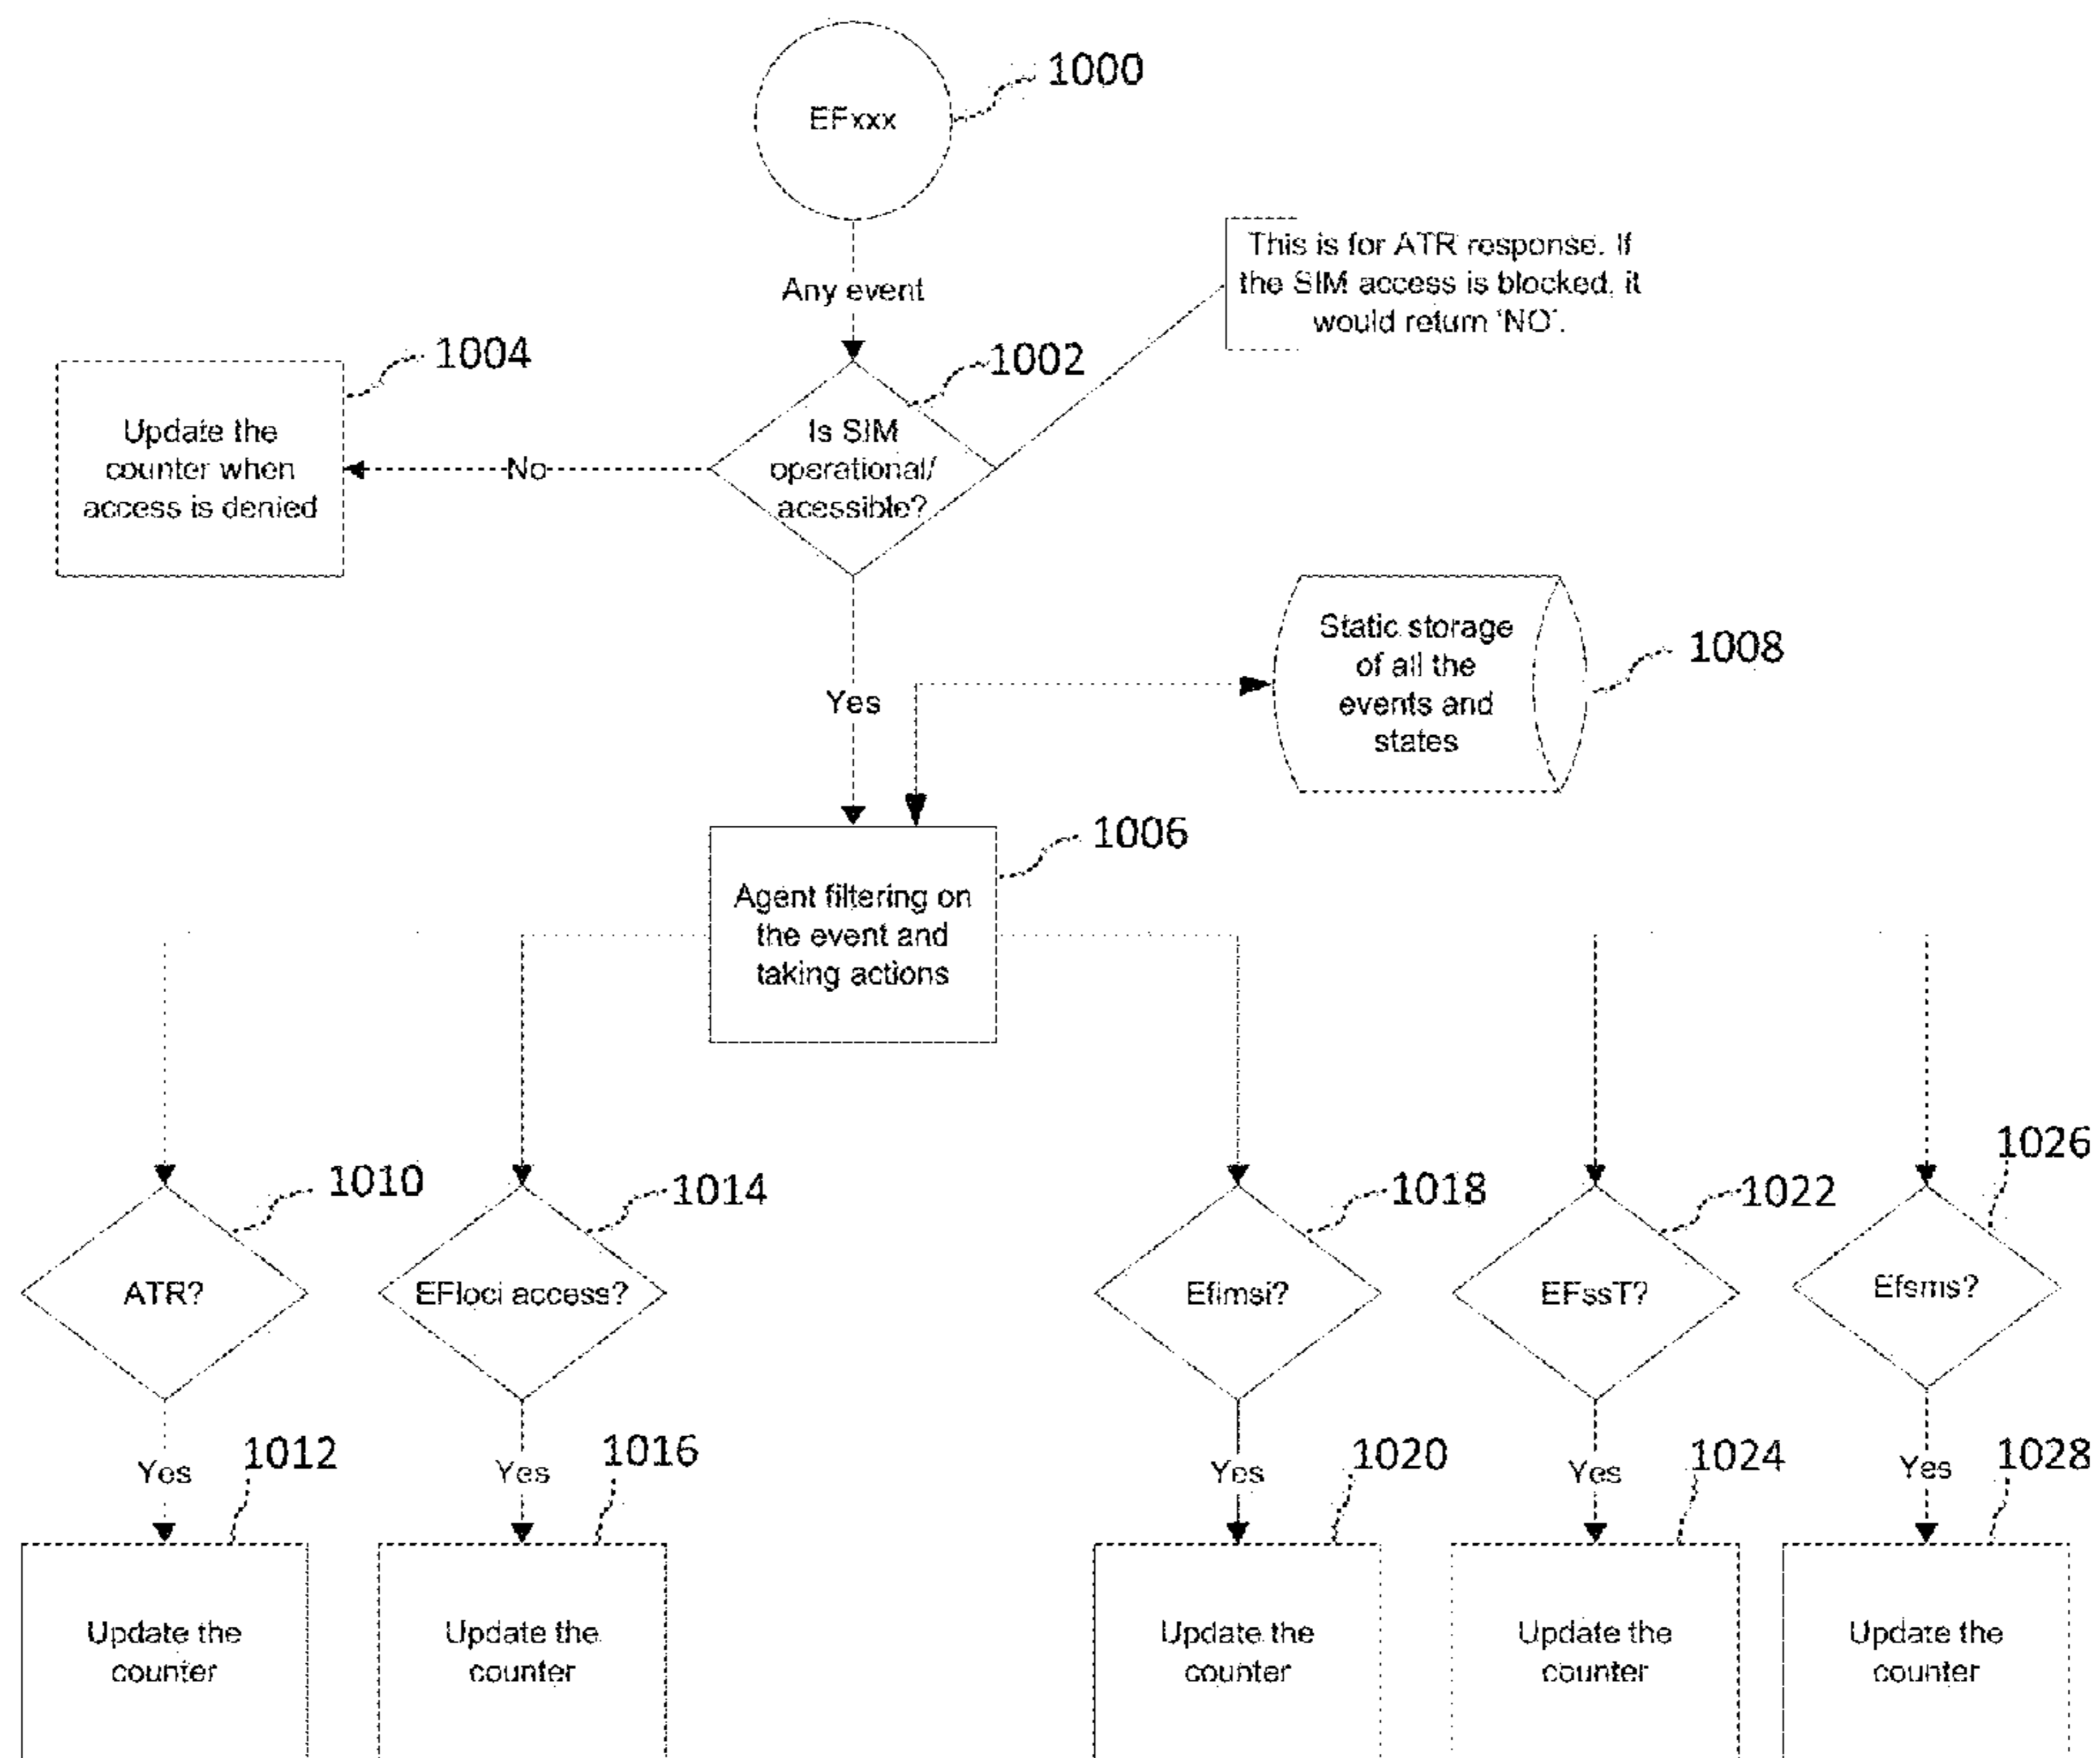 1000
EFxxx
Any event
This is for ATR response. If
the SIM access is blocked, it
would return 'NO'.
1004
1002
Update the
counter when
access is denied
No
Is SIM
operational/
acessible?
Static storage
of all the
events and
states
1008
Yes
1006
Agent filtering on
the event and
taking actions
1010
1014
1018
1022
1026
ATR?
EFloci access?
Efimsi?
EFssT?
Efsms?
Yes
1012
Yes
1016
Yes
1020
Yes
1024
Yes
1028
Update the
counter
Update the
counter
Update the
counter
Update the
counter
Update the
counter